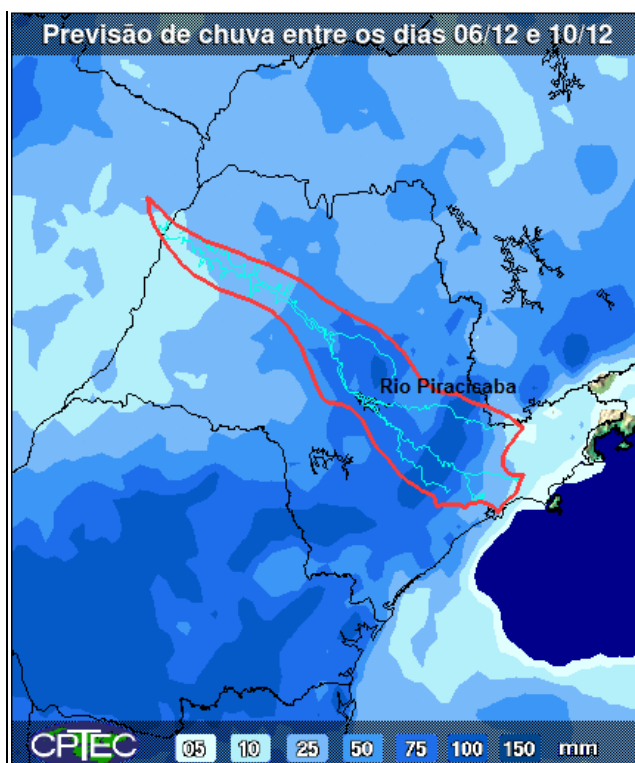 Previsão de chuva entre os dias 06/12 e 10/12
Rio Piracicaba
CPTEC 05 10 25 50 75 100 150 mm